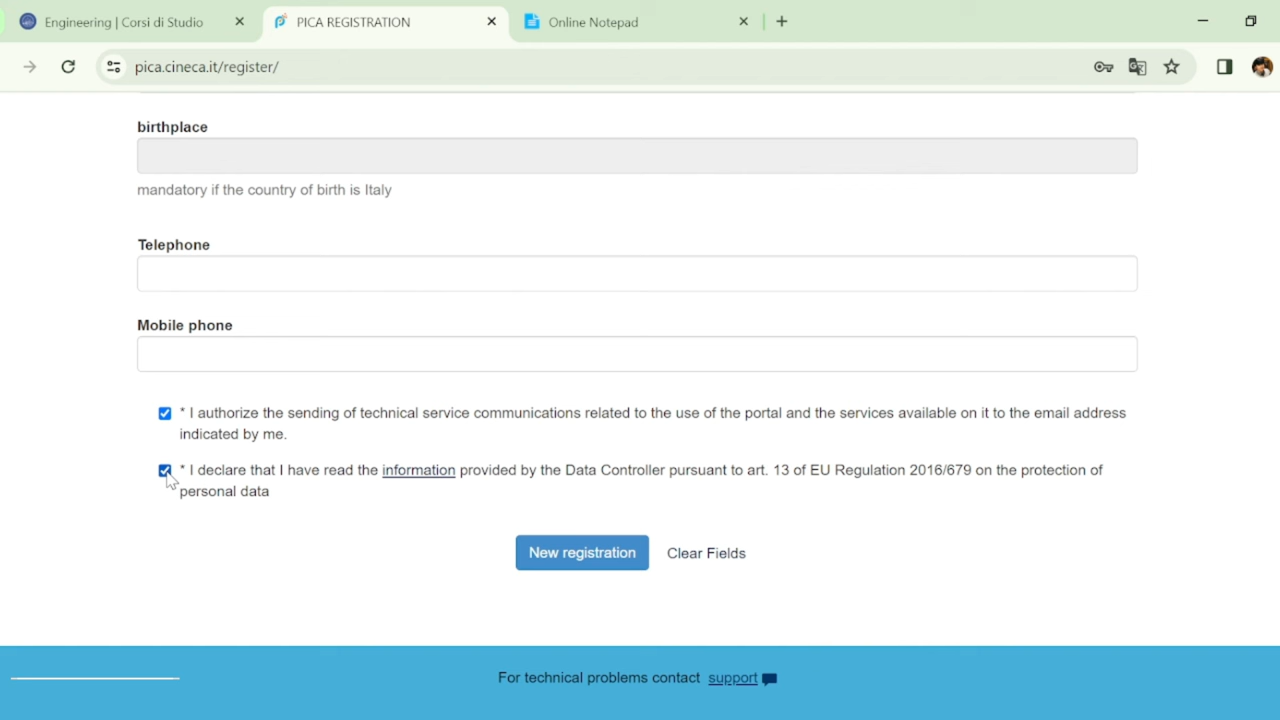 Engineering | Corsi di Studio
PICA REGISTRATION
Online Notepad
pica.cineca.it/register/
birthplace
mandatory if the country of birth is Italy
Telephone
Mobile phone
* I authorize the sending of technical service communications related to the use of the portal and the services available on it to the email address
indicated by me.
* I declare that I have read the information provided by the Data Controller pursuant to art. 13 of EU Regulation 2016/679 on the protection of
personal data
New registration
Clear Fields
For technical problems contact support